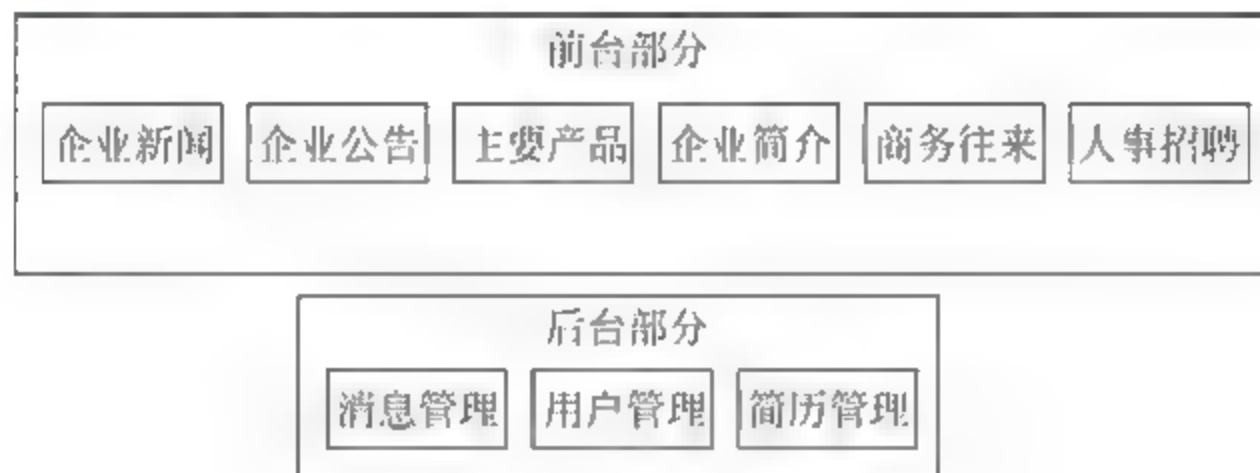 前台部分
企业新闻 企业公告 主要产品 企业简介 商务往来 人事招聘
后台部分
消息管理 用户管理 简历管理